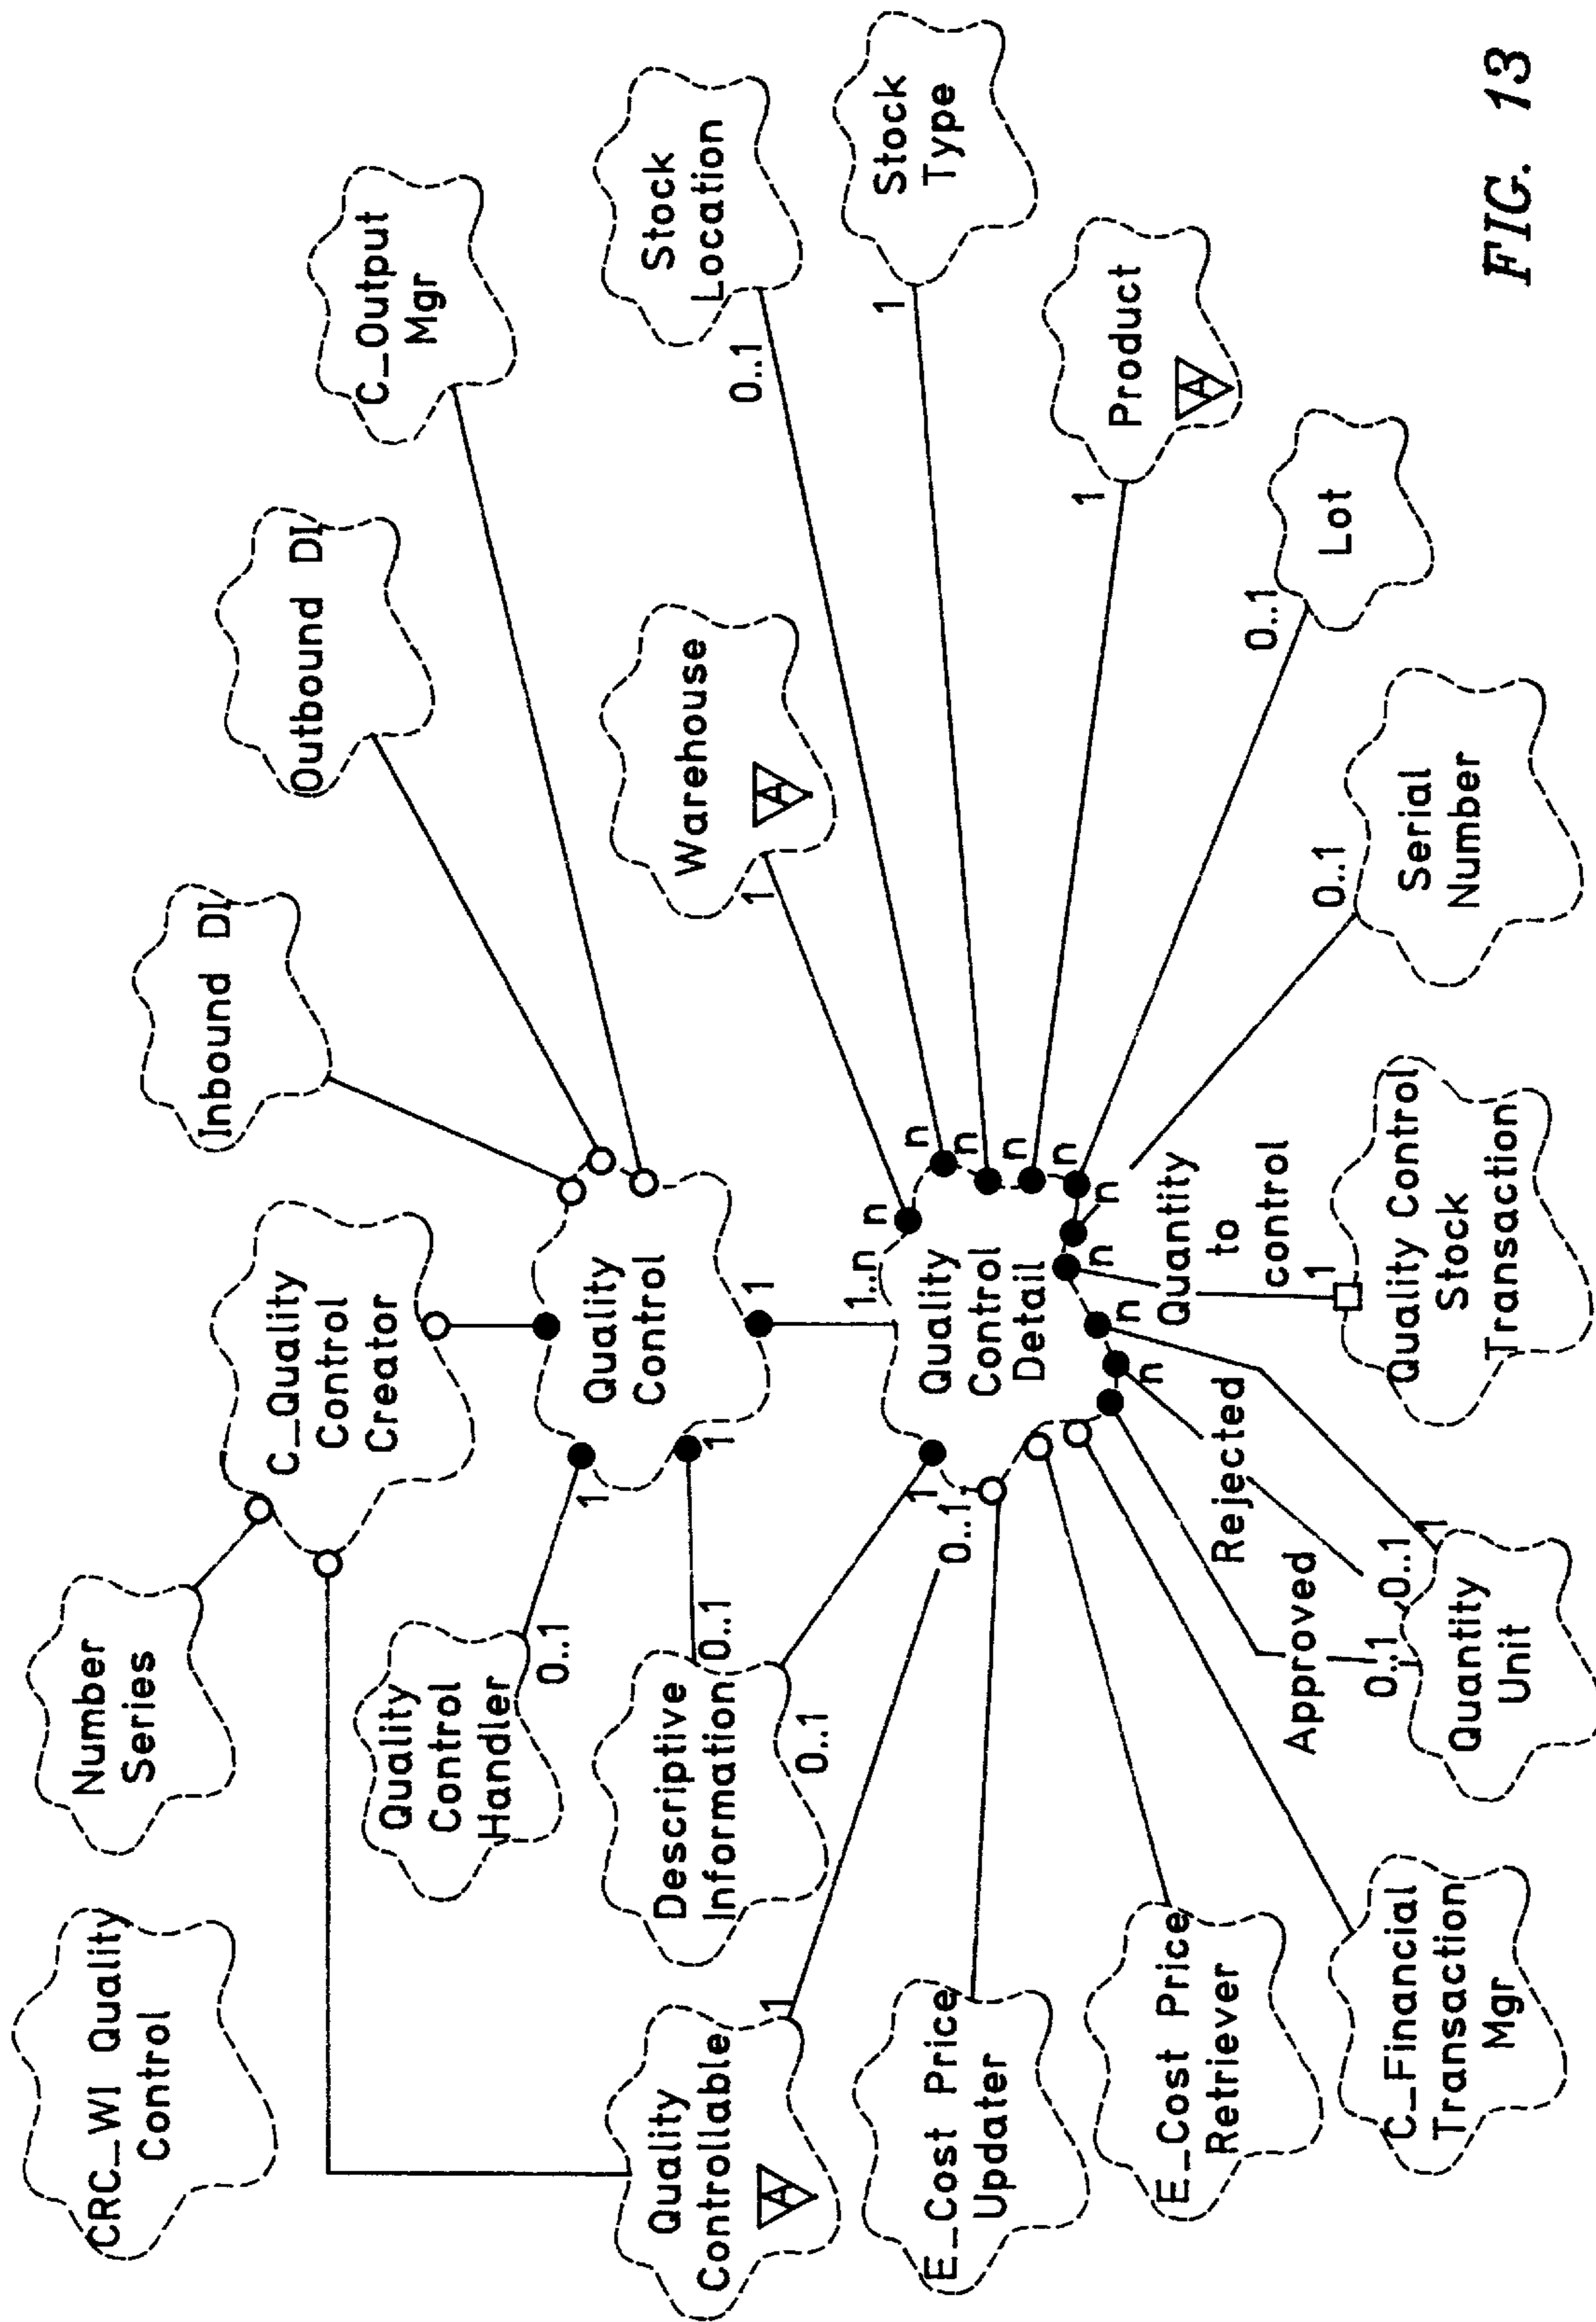 CRC_WI Quality
Control
Number
Series
C_Quality
Control
Creator
Inbound DI
Outbound DI
C_Output
Mgr
Quality
Control
Handler
0..1
1
Quality
Control
1
1
Descriptive
Information
0..1
0..1
1
Warehouse
A
1
n
Stock
Location
0..1
n
Stock
Type
1
n
Product
A
1
n
Lot
0..1
n
Serial
Number
0..1
n
Quality
Controllable
A
1
0..1
1..n
Quality
Control
Detail
E_Cost Price
Updater
E_Cost Price
Retriever
C_Financial
Transaction
Mgr
Approved
0..1
Rejected
0..1
n
1
n
Quantity
Unit
Quantity
to
control
n
1
Quality Control
Stock
Transaction
FIG. 13